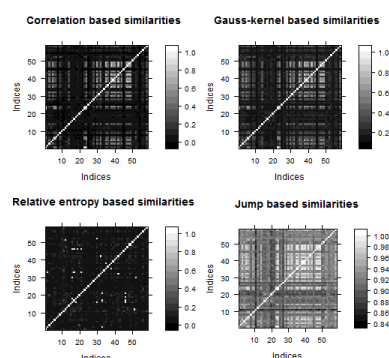 Correlation based similarities
Indices
50
40
30
20
10
10 20 30 40 50
Indices
1.0
0.8
0.6
0.4
0.2
0.0
Gauss-kernel based similarities
Indices
50
40
30
20
10
10 20 30 40 50
Indices
1.0
0.8
0.6
0.4
0.2
Relative entropy based similarities
Indices
50
40
30
20
10
10 20 30 40 50
Indices
1.0
0.8
0.6
0.4
0.2
0.0
Jump based similarities
Indices
50
40
30
20
10
10 20 30 40 50
Indices
1.00
0.98
0.96
0.94
0.92
0.90
0.88
0.86
0.84